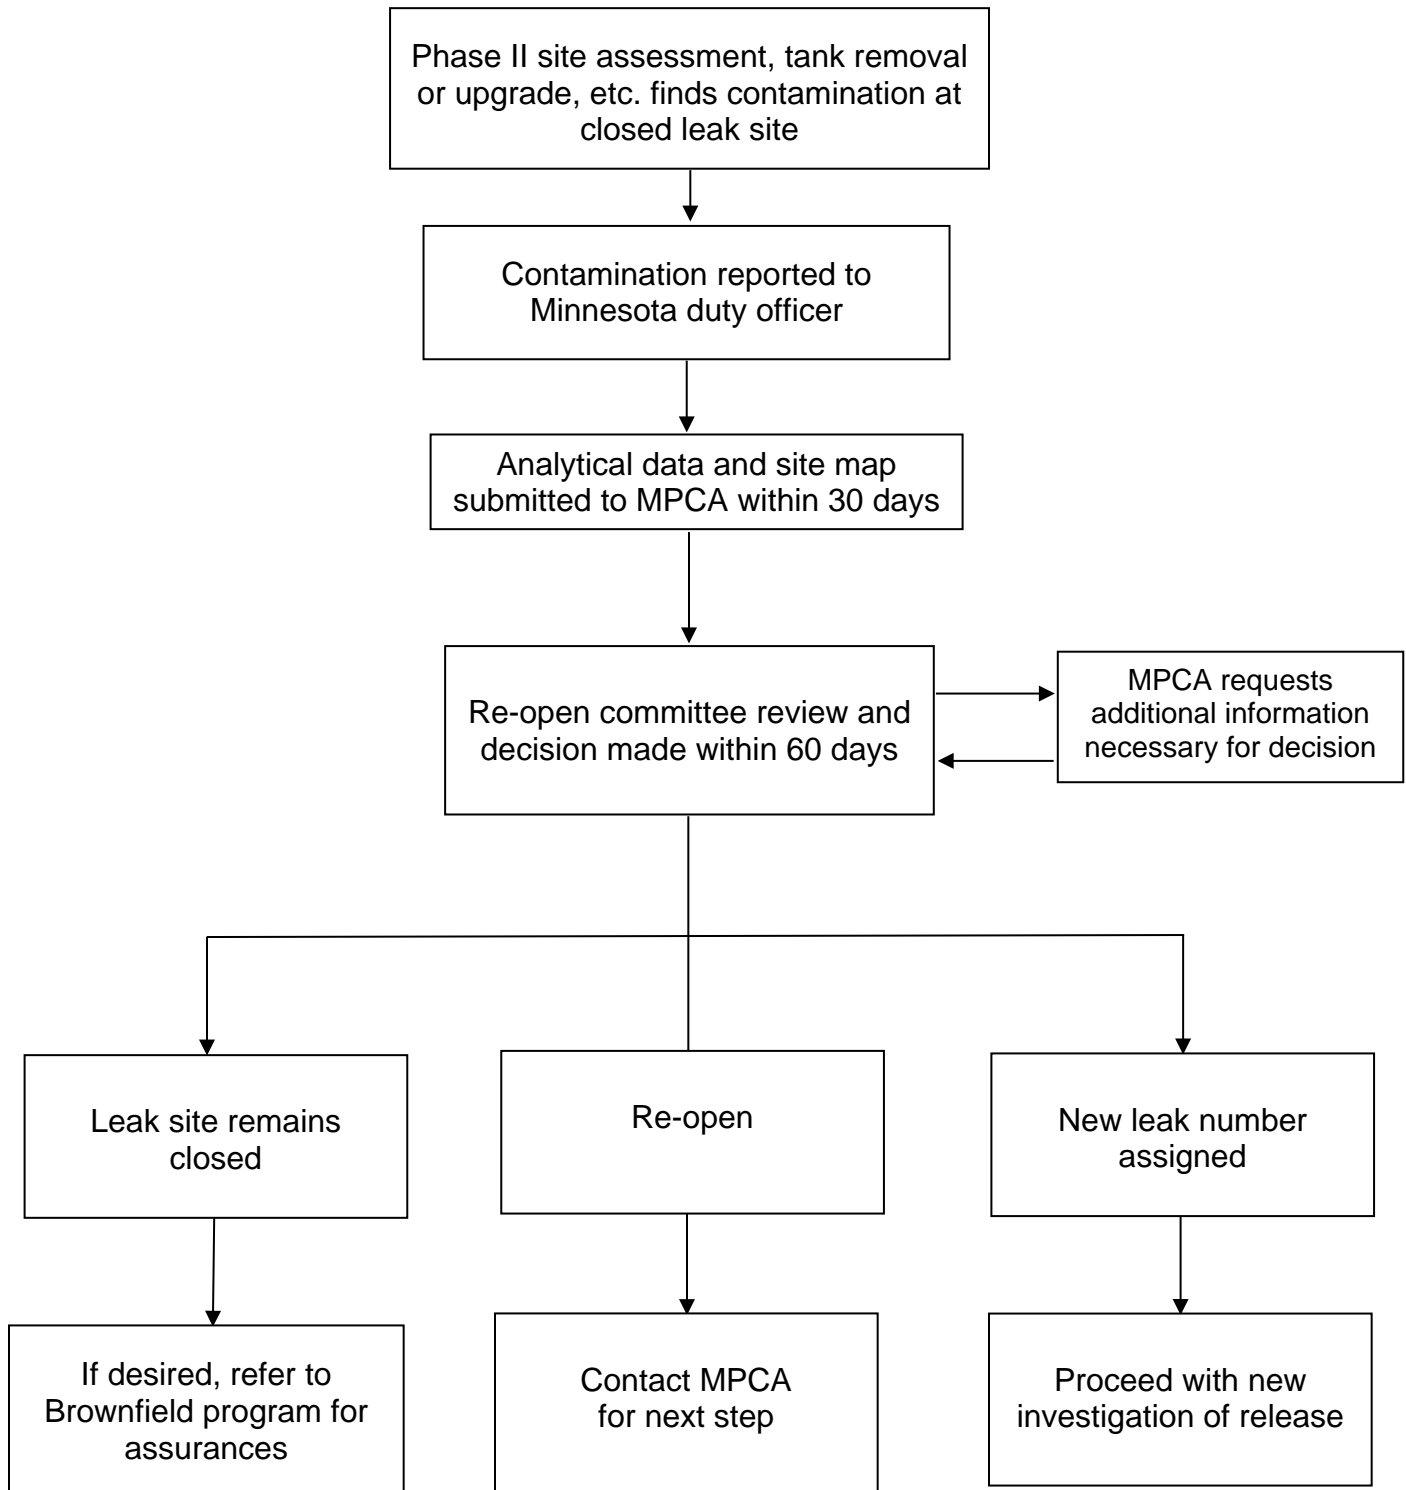 Phase II site assessment, tank removal
or upgrade, etc. finds contamination at
closed leak site
Contamination reported to
Minnesota duty officer
Analytical data and site map
submitted to MPCA within 30 days
Re-open committee review and
decision made within 60 days
MPCA requests
additional information
necessary for decision
Leak site remains
closed
Re-open
New leak number
assigned
If desired, refer to
Brownfield program for
assurances
Contact MPCA
for next step
Proceed with new
investigation of release